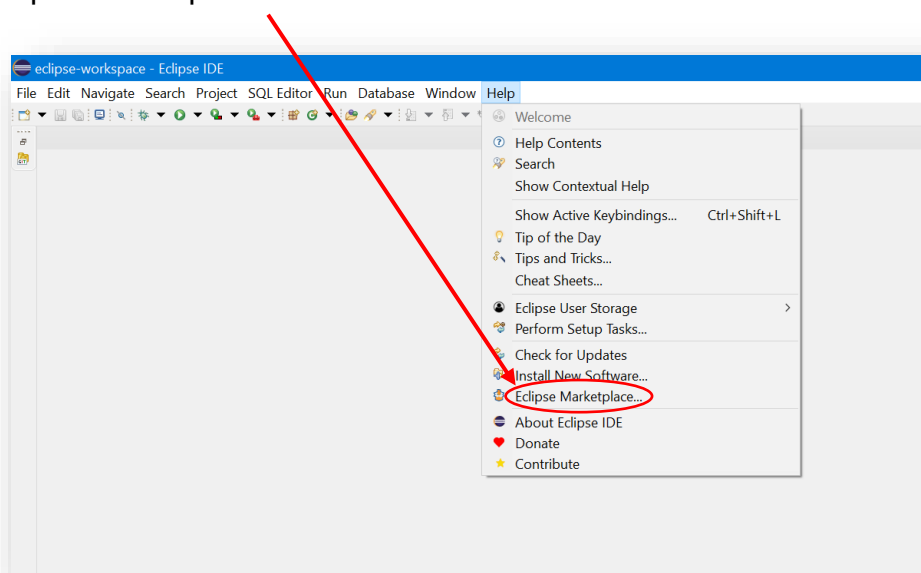 eclipse-workspace - Eclipse IDE
File Edit Navigate Search Project SQL Editor Run Database Window Help
Welcome
Help Contents
Search
Show Contextual Help
Show Active Keybindings... Ctrl+Shift+L
Tip of the Day
Tips and Tricks...
Cheat Sheets...
Eclipse User Storage
Perform Setup Tasks...
Check for Updates
Install New Software...
Eclipse Marketplace...
About Eclipse IDE
Donate
Contribute